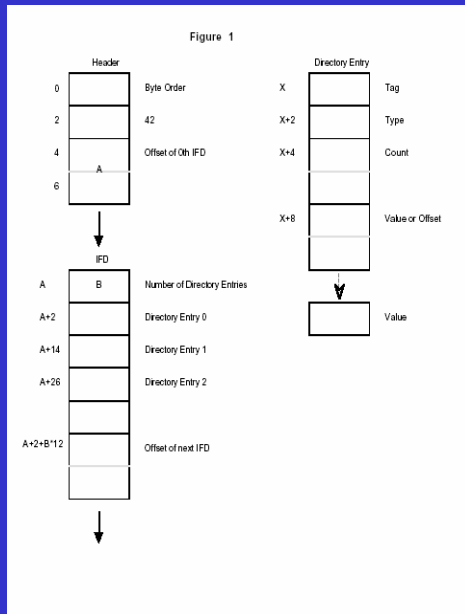 Figure 1
Header
0 Byte Order
2 42
4 Offset of 0th IFD
A
6
IFD
A B Number of Directory Entries
A+2 Directory Entry 0
A+14 Directory Entry 1
A+26 Directory Entry 2
A+2+B*12 Offset of next IFD
Directory Entry
X Tag
X+2 Type
X+4 Count
X+8 Value or Offset
Value